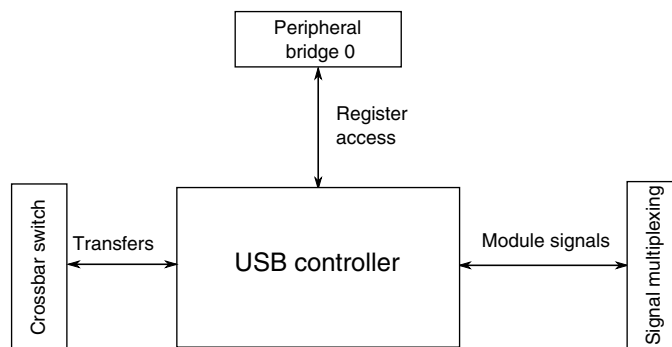 Peripheral
bridge 0
Register
access
Crossbar switch
Transfers
USB controller
Module signals
Signal multiplexing